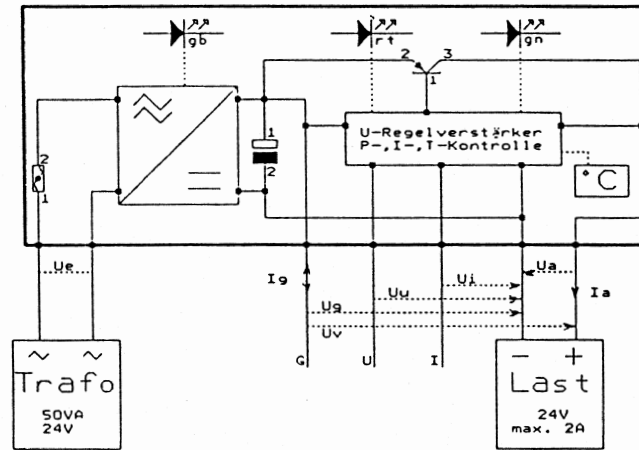 gb
rt
gn
2
3
1
U-Regelverstärker
P-,I-,T-Kontrolle
1
2
°C
2
1
Ue
Ig
Ui
Ua
Ia
Uu
Ug
Uv
G
U
I
Trafo
50VA
24V
- +
Last
24V
max. 2A